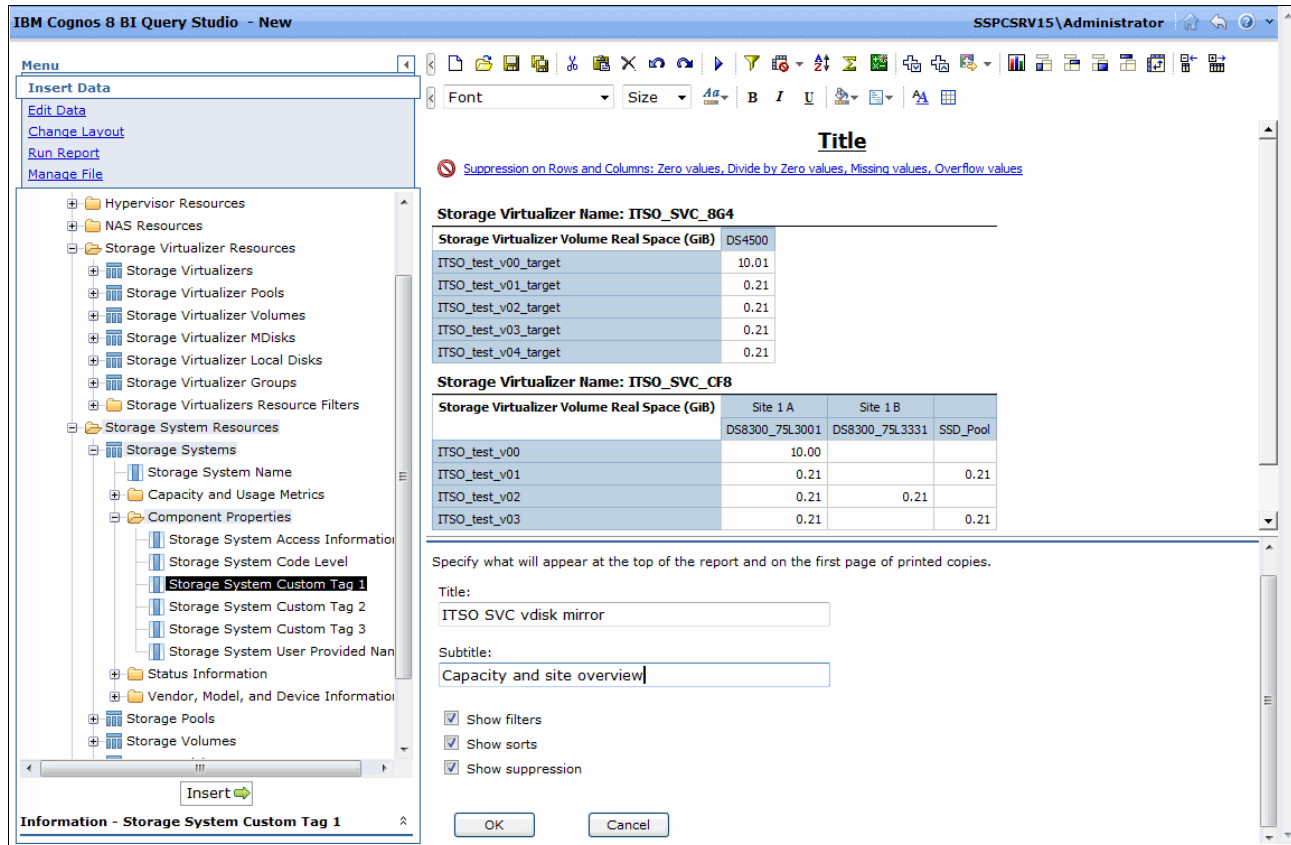 IBM Cognos 8 BI Query Studio - New
SSPCSRV15\Administrator
Menu
Insert Data
Edit Data
Change Layout
Run Report
Manage File
Hypervisor Resources
NAS Resources
Storage Virtualizer Resources
Storage Virtualizers
Storage Virtualizer Pools
Storage Virtualizer Volumes
Storage Virtualizer MDisks
Storage Virtualizer Local Disks
Storage Virtualizer Groups
Storage Virtualizers Resource Filters
Storage System Resources
Storage Systems
Storage System Name
Capacity and Usage Metrics
Component Properties
Storage System Access Information
Storage System Code Level
Storage System Custom Tag 1
Storage System Custom Tag 2
Storage System Custom Tag 3
Storage System User Provided Nan
Status Information
Vendor, Model, and Device Information
Storage Pools
Storage Volumes
Insert
Information - Storage System Custom Tag 1
Font Size B I U
Title
Suppression on Rows and Columns: Zero values, Divide by Zero values, Missing values, Overflow values
Storage Virtualizer Name: ITSO_SVC_8G4
Storage Virtualizer Volume Real Space (GiB) DS4500
ITSO_test_v00_target 10.01
ITSO_test_v01_target 0.21
ITSO_test_v02_target 0.21
ITSO_test_v03_target 0.21
ITSO_test_v04_target 0.21
Storage Virtualizer Name: ITSO_SVC_CF8
Storage Virtualizer Volume Real Space (GiB) Site 1 A Site 1 B
DS8300_75L3001 DS8300_75L3331 SSD_Pool
ITSO_test_v00 10.00
ITSO_test_v01 0.21 0.21
ITSO_test_v02 0.21 0.21
ITSO_test_v03 0.21 0.21
Specify what will appear at the top of the report and on the first page of printed copies.
Title:
ITSO SVC vdisk mirror
Subtitle:
Capacity and site overview
Show filters
Show sorts
Show suppression
OK Cancel